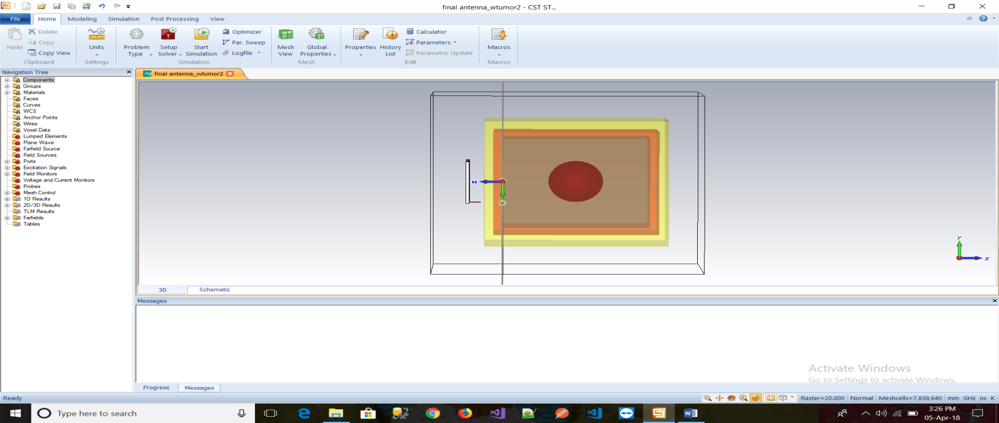 final antenna_wtumor2 - CST ST...
File Home Modeling Simulation Post Processing View
Paste
Delete
Copy
Copy View
Clipboard
Units
Settings
Problem Type
Setup Solver
Start Simulation
Optimizer
Par. Sweep
Logfile
Simulation
Mesh View
Global Properties
Mesh
Properties
History List
Calculator
Parameters
Parametric Update
Edit
Macros
Macros
Navigation Tree
Components
Groups
Materials
Faces
Curves
WCS
Anchor Points
Wires
Voxel Data
Lumped Elements
Plane Wave
Farfield Source
Field Sources
Ports
Excitation Signals
Field Monitors
Voltage and Current Monitors
Probes
Mesh Control
1D Results
2D/3D Results
TLM Results
Farfields
Tables
final antenna_wtumor2
y
z
3D Schematic
Messages
Activate Windows
Go to Settings to activate Windows.
Progress Messages
Ready
Raster=20.000 Normal Meshcells=7,838,640 mm GHz ns K
Type here to search
3:26 PM
05-Apr-18